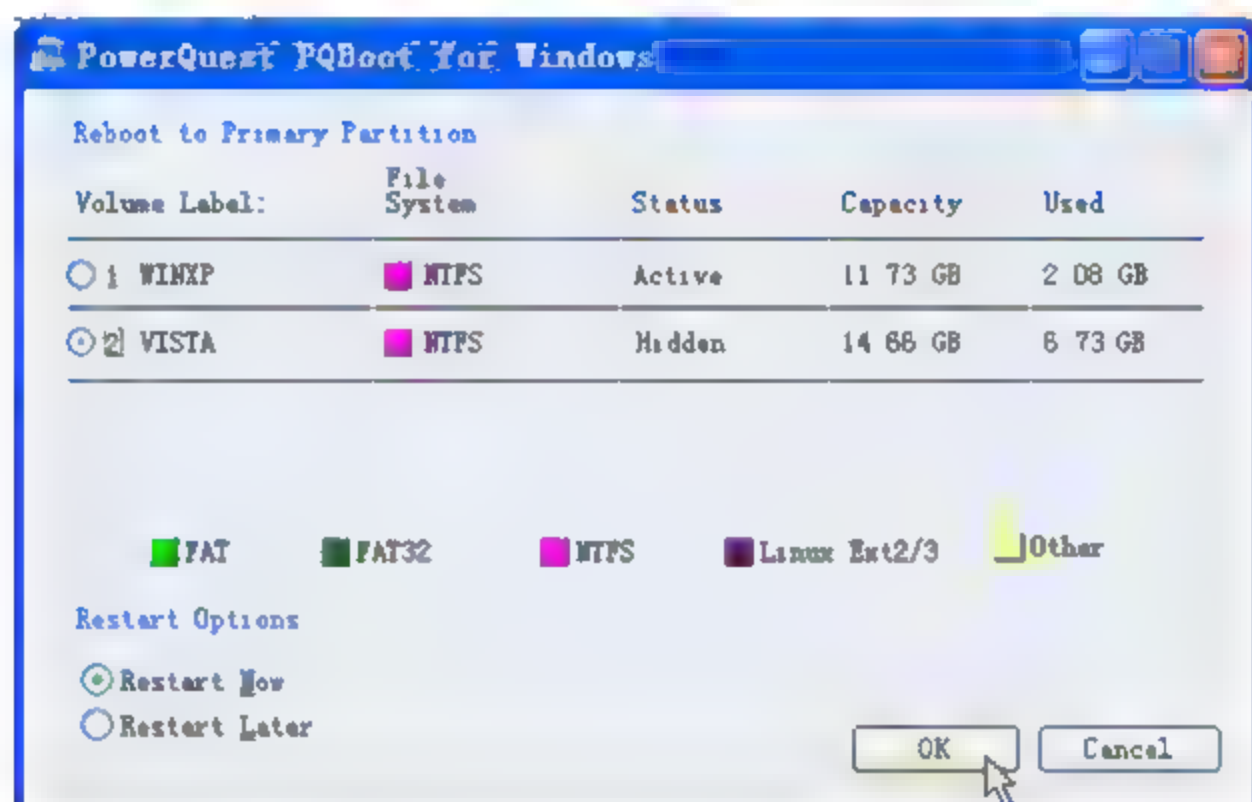 PowerQuest PQBoot for Windows
Reboot to Primary Partition
Volume Label: File System Status Capacity Used
1 WINXP NTFS Active 11 73 GB 2 08 GB
2 VISTA NTFS Hidden 14 66 GB 6 73 GB
FAT FAT32 NTFS Linux Ext2/3 Other
Restart Options
Restart Now
Restart Later
OK Cancel